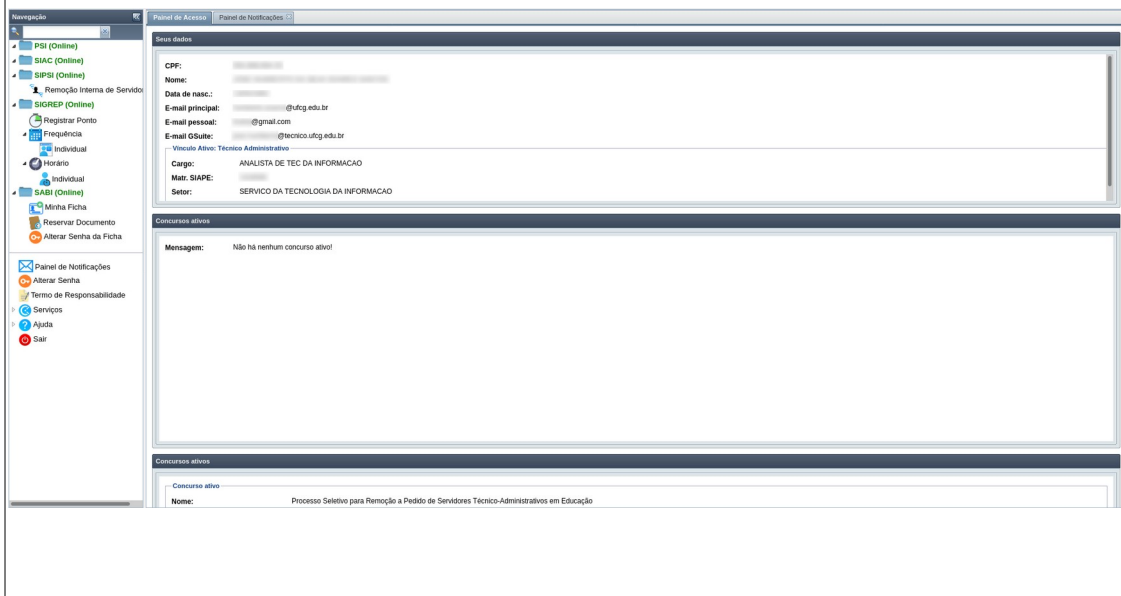 Navegação
PSI (Online)
SIAC (Online)
SIPSI (Online)
Remoção Interna de Servido
SIGREP (Online)
Registrar Ponto
Frequência
Individual
Horário
Individual
SABI (Online)
Minha Ficha
Reservar Documento
Alterar Senha da Ficha
Painel de Notificações
Alterar Senha
Termo de Responsabilidade
Serviços
Ajuda
Sair
Painel de Acesso
Painel de Notificações
Seus dados
CPF:
Nome:
Data de nasc.:
E-mail principal: @ufcg.edu.br
E-mail pessoal: @gmail.com
E-mail GSuite: @tecnico.ufcg.edu.br
Vínculo Ativo: Técnico Administrativo
Cargo: ANALISTA DE TEC DA INFORMACAO
Matr. SIAPE:
Setor: SERVICO DA TECNOLOGIA DA INFORMACAO
Concursos ativos
Mensagem: Não há nenhum concurso ativo!
Concursos ativos
Concurso ativo
Nome: Processo Seletivo para Remoção a Pedido de Servidores Técnico-Administrativos em Educação